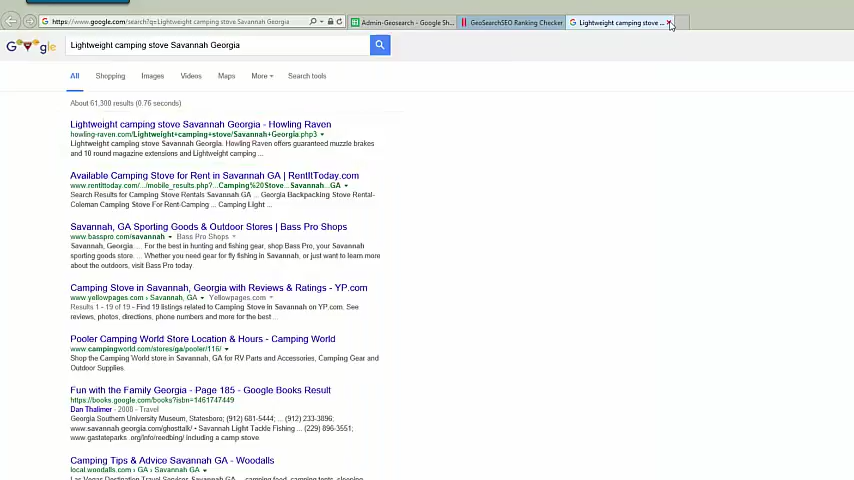 https://www.google.com/search?q=Lightweight camping stove Savannah Georgia
Admin-Geosearch - Google Sh...
GeoSearchSEO Ranking Checker
Lightweight camping stove ...
Google
Lightweight camping stove Savannah Georgia
All Shopping Images Videos Maps More Search tools
About 61,300 results (0.76 seconds)
Lightweight camping stove Savannah Georgia - Howling Raven
howling-raven.com/Lightweight+camping+stove/Savannah+Georgia.php3
Lightweight camping stove Savannah Georgia. Howling Raven offers guaranteed muzzle brakes
and 10 round magazine extensions and Lightweight camping ...
Available Camping Stove for Rent in Savannah GA | RentItToday.com
www.rentittoday.com/.../mobile_results.php?...Camping%20Stove...Savannah...GA
Search Results for Camping Stove Rentals Savannah GA ... Georgia Backpacking Stove Rental-
Coleman Camping Stove For Rent-Camping ... Camping Light ...
Savannah, GA Sporting Goods & Outdoor Stores | Bass Pro Shops
www.basspro.com/savannah Bass Pro Shops
Savannah, Georgia ... For the best in hunting and fishing gear, shop Bass Pro, your Savannah
sporting goods store. ... Whether you need gear for fly fishing in Savannah, or just want to learn more
about the outdoors, visit Bass Pro today.
Camping Stove in Savannah, Georgia with Reviews & Ratings - YP.com
www.yellowpages.com › Savannah, GA Yellowpages.com
Results 1 - 19 of 19 - Find 19 listings related to Camping Stove in Savannah on YP.com. See
reviews, photos, directions, phone numbers and more for the best ...
Pooler Camping World Store Location & Hours - Camping World
www.campingworld.com/stores/ga/pooler/116/
Shop the Camping World store in Savannah, GA for RV Parts and Accessories, Camping Gear and
Outdoor Supplies.
Fun with the Family Georgia - Page 185 - Google Books Result
https://books.google.com/books?isbn=1461747449
Dan Thalimer - 2008 - Travel
Georgia Southern University Museum, Statesboro; (912) 681-5444; ... (912) 233-3896;
www.savannah georgia.com/ghosttalk/ • Savannah Light Tackle Fishing ... (229) 896-3551;
www.gastateparks .org/info/reedbing/ including a camp stove.
Camping Tips & Advice Savannah GA - Woodalls
local.woodalls.com › GA › Savannah GA
Las Vegas Destination Travel Services Savannah GA ... camping food, camping tents, sleeping